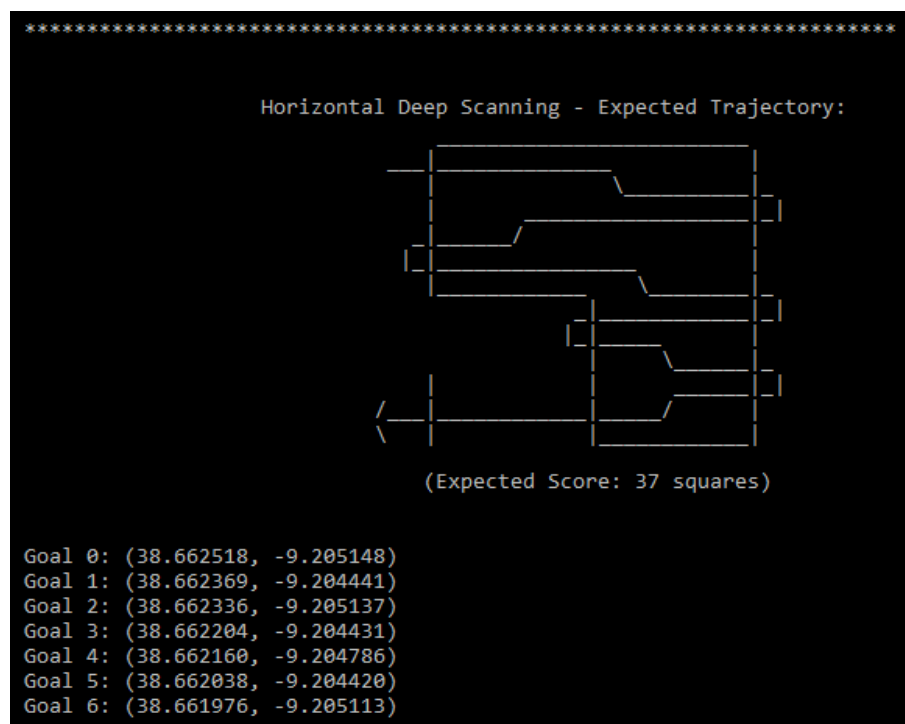 **********************************************************************
Horizontal Deep Scanning - Expected Trajectory:
(Expected Score: 37 squares)
Goal 0: (38.662518, -9.205148)
Goal 1: (38.662369, -9.204441)
Goal 2: (38.662336, -9.205137)
Goal 3: (38.662204, -9.204431)
Goal 4: (38.662160, -9.204786)
Goal 5: (38.662038, -9.204420)
Goal 6: (38.661976, -9.205113)